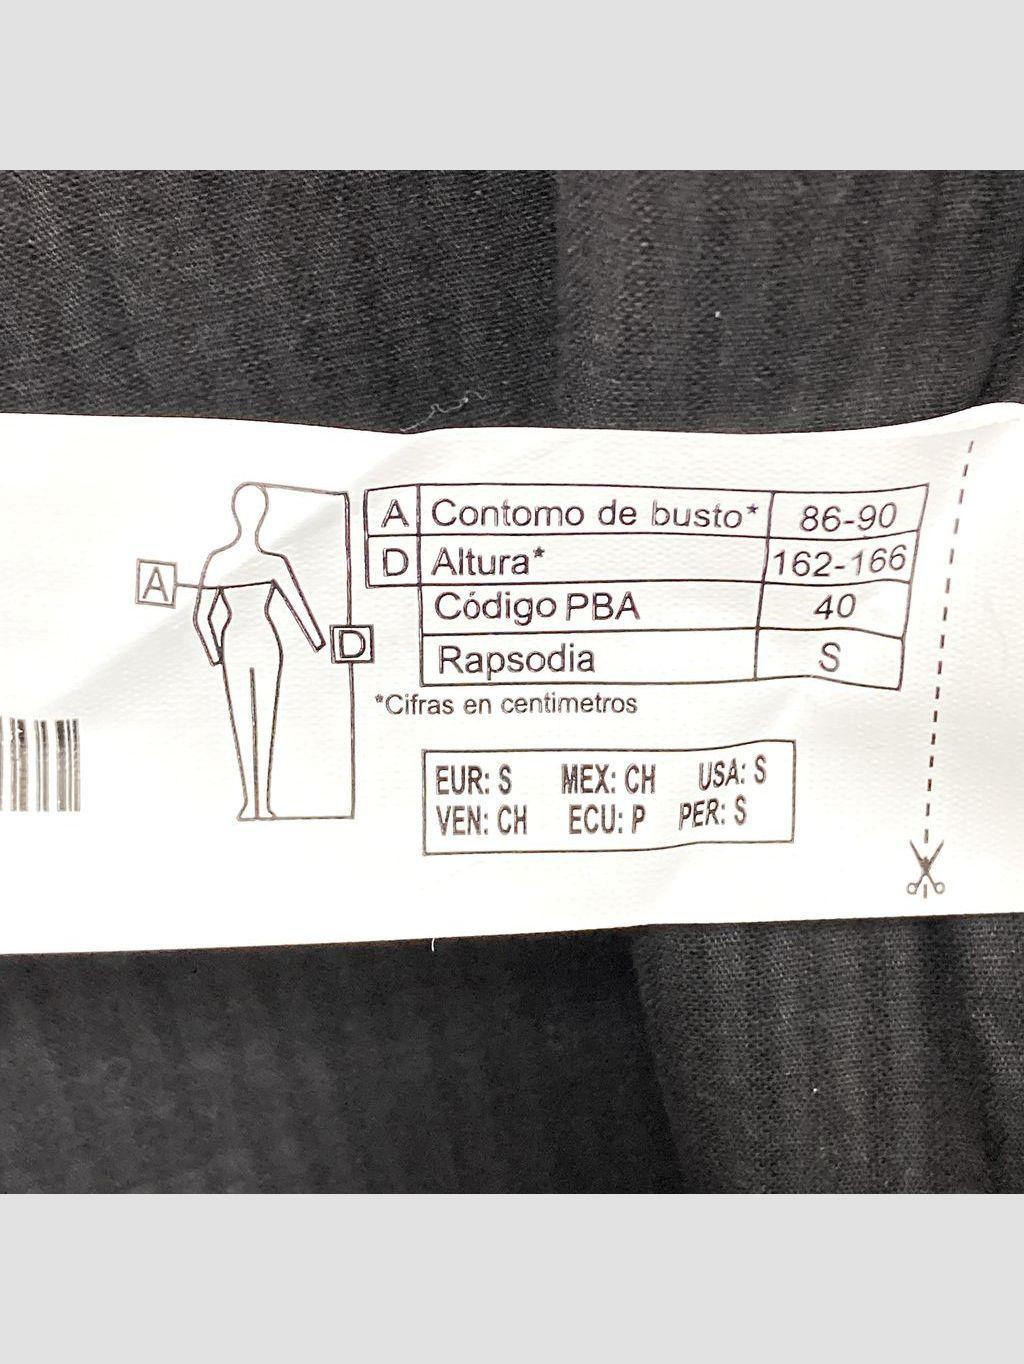 A Contorno de busto* 86-90
D Altura* 162-166
Código PBA 40
Rapsodia S
A
D
*Cifras en centimetros
EUR: S MEX: CH USA: S
VEN: CH ECU: P PER: S